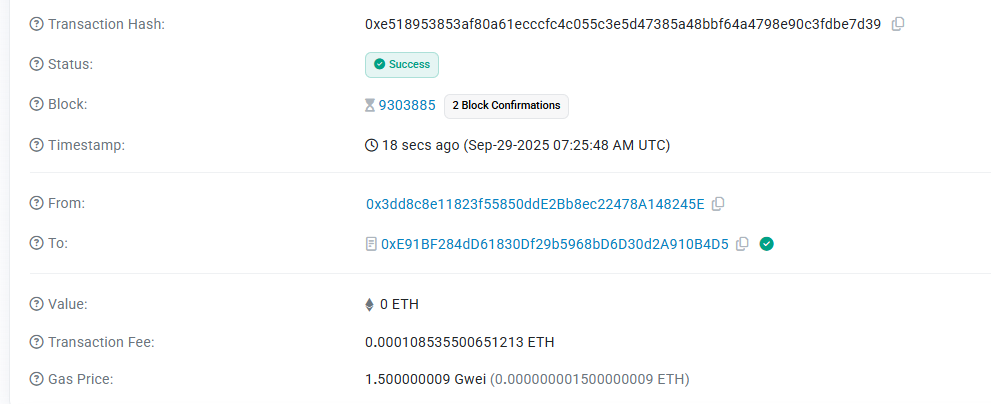 Transaction Hash: 0xe518953853af80a61ecccfc4c055c3e5d47385a48bbf64a4798e90c3fdbe7d39
Status: Success
Block: 9303885 2 Block Confirmations
Timestamp: 18 secs ago (Sep-29-2025 07:25:48 AM UTC)
From: 0x3dd8c8e11823f55850ddE2Bb8ec22478A148245E
To: 0xE91BF284dD61830Df29b5968bD6D30d2A910B4D5
Value: 0 ETH
Transaction Fee: 0.000108535500651213 ETH
Gas Price: 1.500000009 Gwei (0.000000001500000009 ETH)